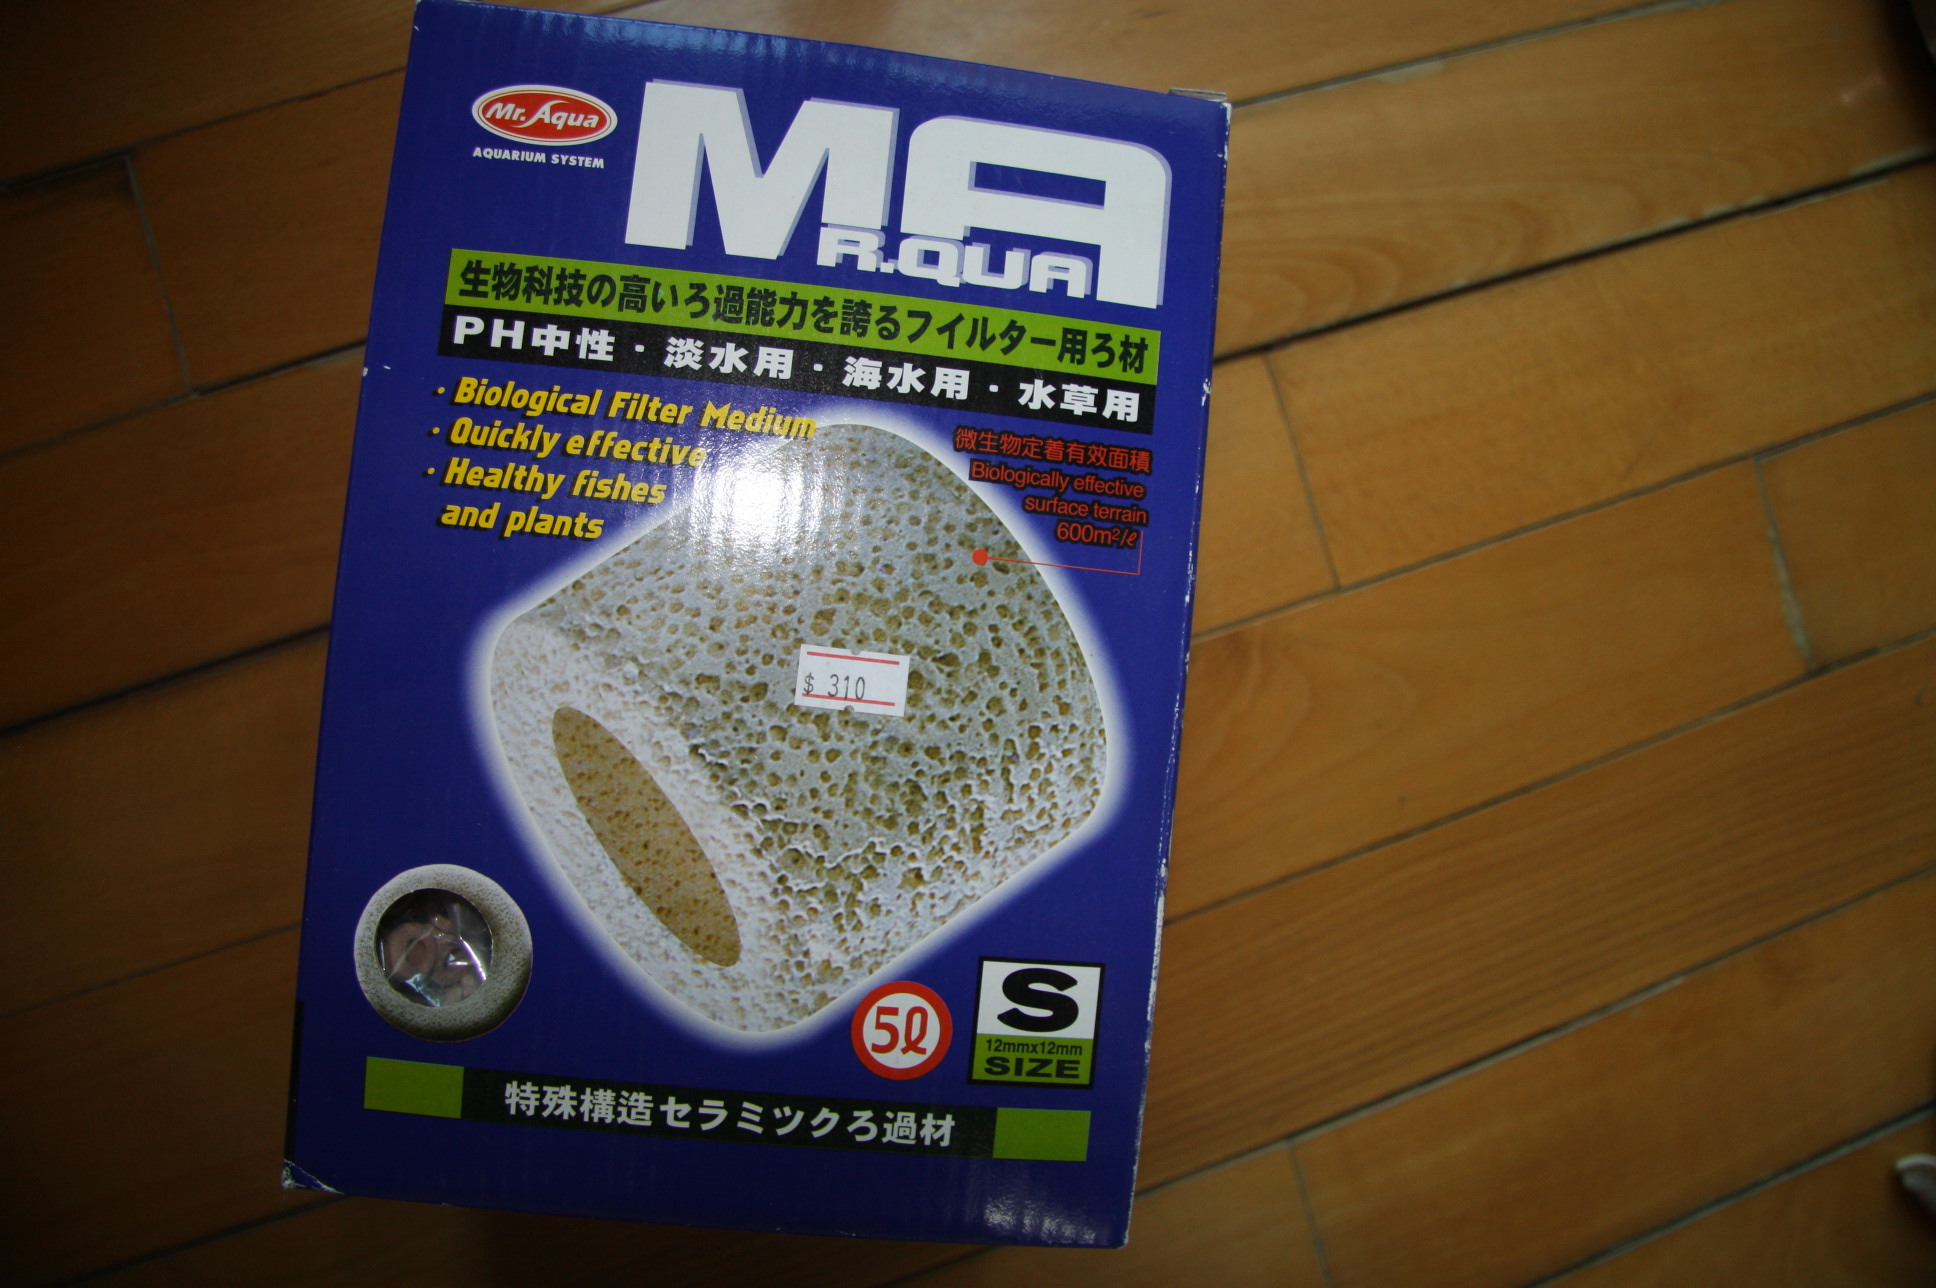 Mr.Aqua
AQUARIUM SYSTEM
MR.AQUA
生物科技の高いろ過能力を誇るフイルター用ろ材
PH中性・淡水用・海水用・水草用
・Biological Filter Medium
・Quickly effective
・Healthy fishes
and plants
微生物定着有效面積
Biologically effective
surface terrain
600m²/ℓ
$ 310
5ℓ
S
12mmx12mm
SIZE
特殊構造セラミツクろ過材